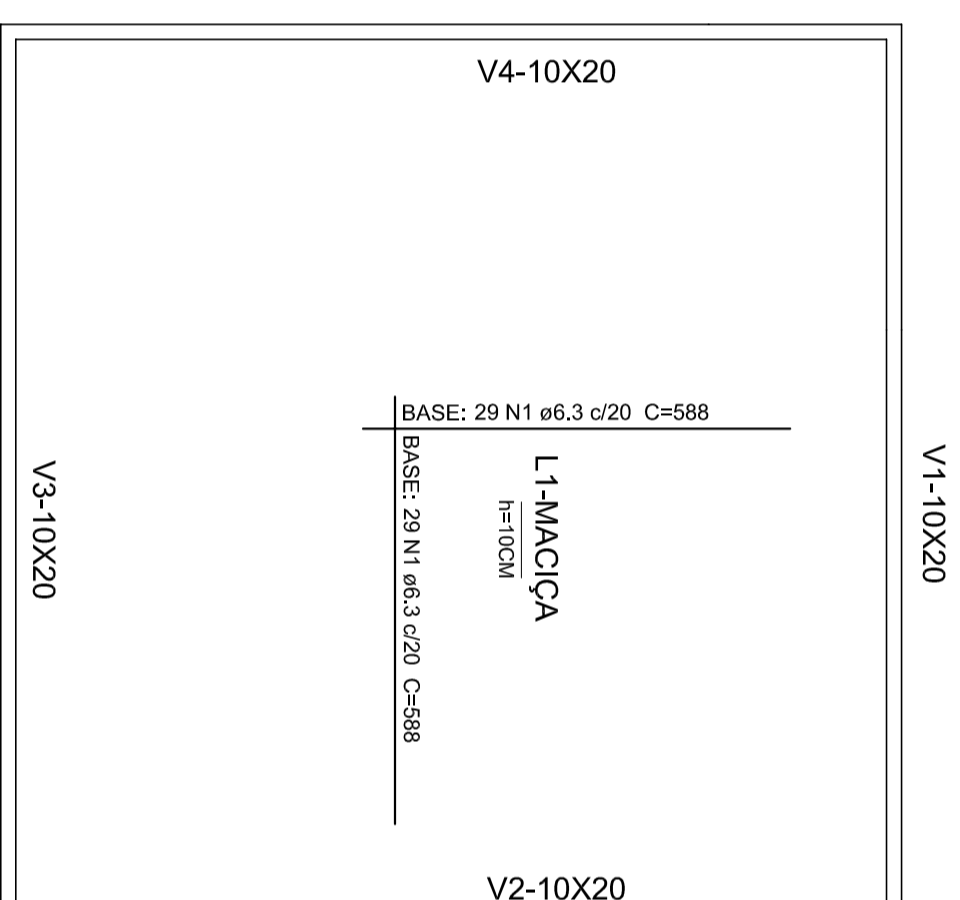 V4-10X20
BASE: 29 N1 ø6.3 c/20 C=588
BASE: 29 N1 ø6.3 c/20 C=588
L1-MACIÇA
h=10CM
V3-10X20
V1-10X20
V2-10X20